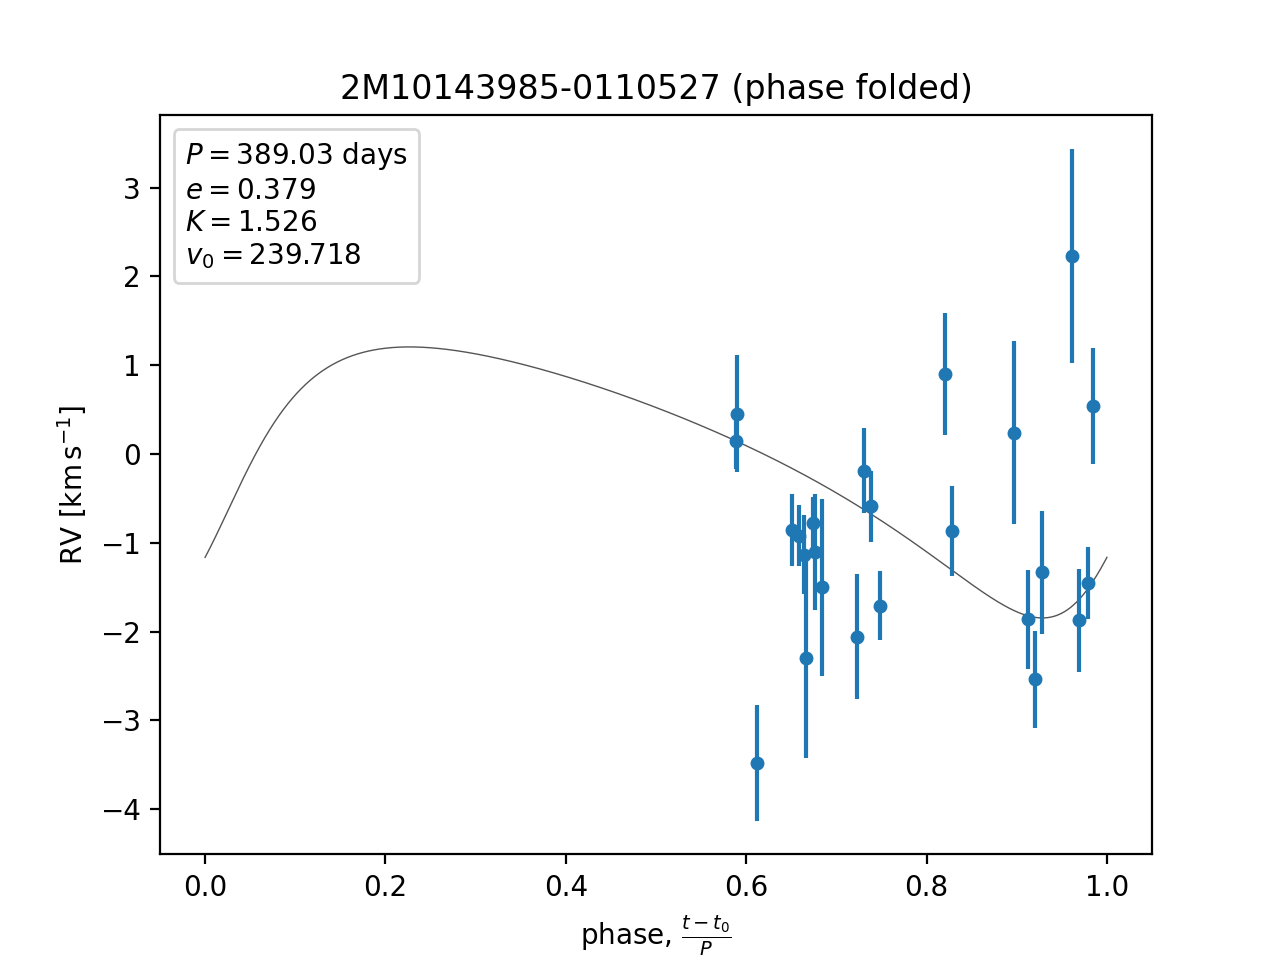 2M10143985-0110527 (phase folded)
P = 389.03 days
e = 0.379
K = 1.526
v₀ = 239.718
3
2
1
0
−1
−2
−3
−4
RV [km s⁻¹]
0.0 0.2 0.4 0.6 0.8 1.0
phase, (t − t₀)/P